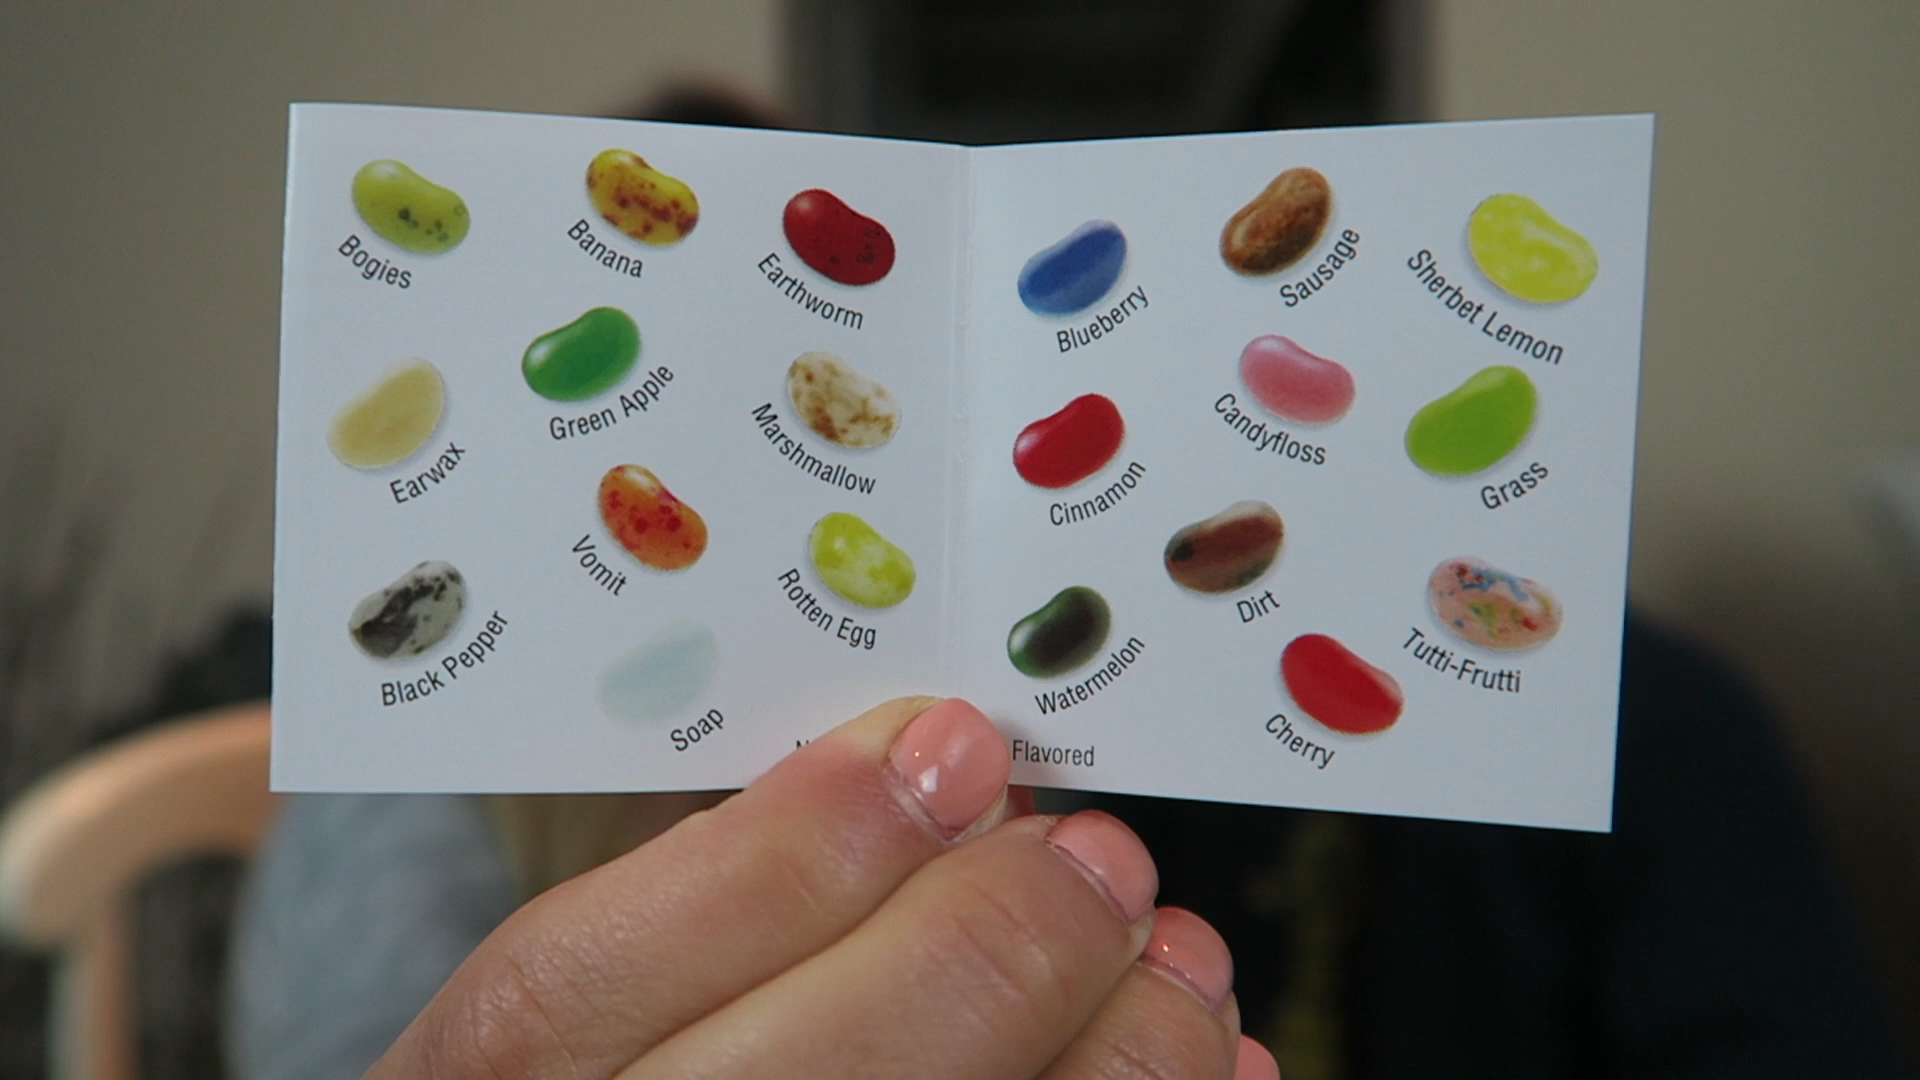 Bogies
Banana
Earthworm
Earwax
Green Apple
Marshmallow
Black Pepper
Vomit
Rotten Egg
Soap
Blueberry
Sausage
Sherbet Lemon
Cinnamon
Candyfloss
Grass
Watermelon
Dirt
Tutti-Frutti
Cherry
Flavored